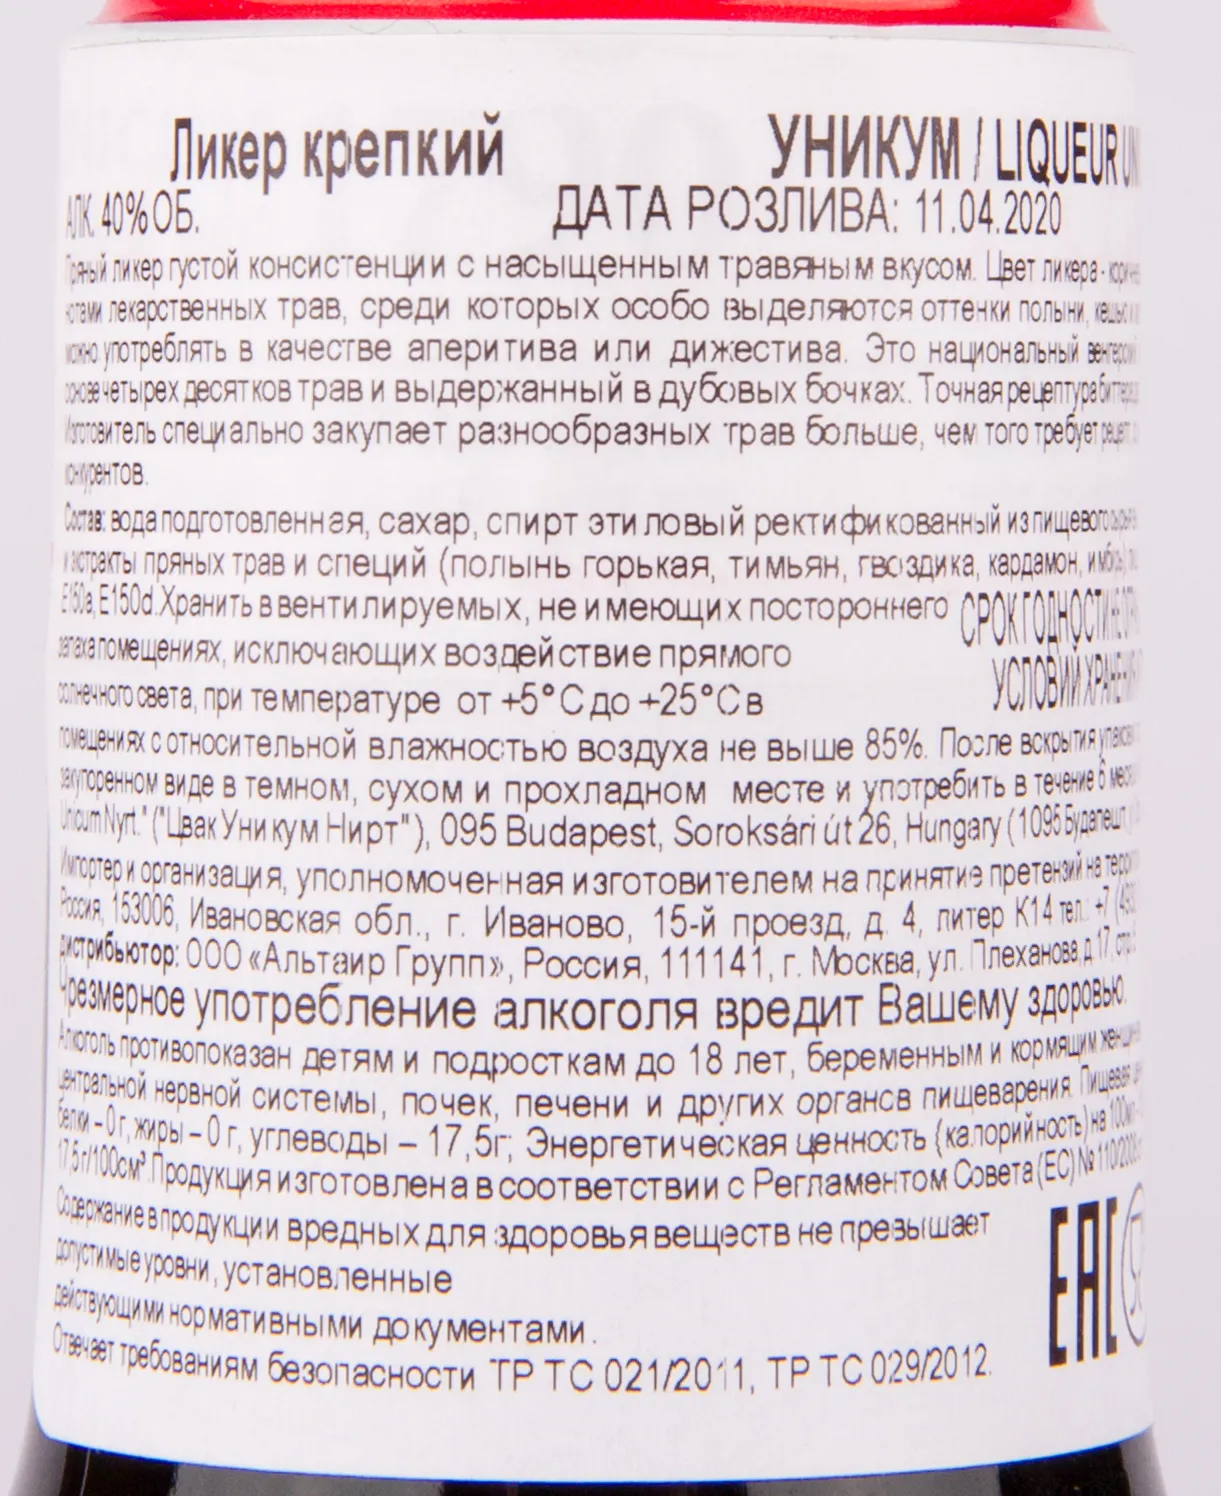 Ликер крепкий УНИКУМ / LIQUEUR
АЛК. 40% ОБ. ДАТА РОЗЛИВА: 11.04.2020
Пряный ликер густой консистенции с насыщенным травяным вкусом. Цвет ликера -
нотами лекарственных трав, среди которых особо выделяются оттенки полыни,
можно употреблять в качестве аперитива или дижестива. Это национальный венгерский
основе четырех десятков трав и выдержанный в дубовых бочках. Точная рецептура
Изготовитель специально закупает разнообразных трав больше, чем того требует
конкурентов.
Состав: вода подготовленная, сахар, спирт этиловый ректификованный из пищевого
и экстракты пряных трав и специй (полынь горькая, тимьян, гвоздика, кардамон,
E150a, E150d. Хранить в вентилируемых, не имеющих постороннего СРОК ГОДНОСТИ
запаха помещениях, исключающих воздействие прямого
солнечного света, при температуре от +5°С до +25°С в УСЛОВИЙ ХРАНЕНИЯ
помещениях с относительной влажностью воздуха не выше 85%. После вскрытия
закупоренном виде в темном, сухом и прохладном месте и употребить в течение 6
Unicum Nyrt." ("Цвак Уникум Нирт"), 095 Budapest, Soroksári út 26, Hungary (1095 Будапешт,
Импортер и организация, уполномоченная изготовителем на принятие претензий на
Россия, 153006, Ивановская обл., г. Иваново, 15-й проезд, д. 4, литер К14 тел.: +7
дистрибьютор: ООО «Альтаир Групп», Россия, 111141, г. Москва, ул. Плеханова, д. 17,
Чрезмерное употребление алкоголя вредит Вашему здоровью.
Алкоголь противопоказан детям и подросткам до 18 лет, беременным и кормящим
центральной нервной системы, почек, печени и других органов пищеварения. Пищевая
белки – 0 г, жиры – 0 г, углеводы – 17,5г; Энергетическая ценность (калорийность) на 100мл
17,5 г/100см³. Продукция изготовлена в соответствии с Регламентом Совета (ЕС) №
Содержание в продукции вредных для здоровья веществ не превышает
допустимые уровни, установленные
действующими нормативными документами.
Отвечает требованиям безопасности ТР ТС 021/2011, ТР ТС 029/2012.
EAC